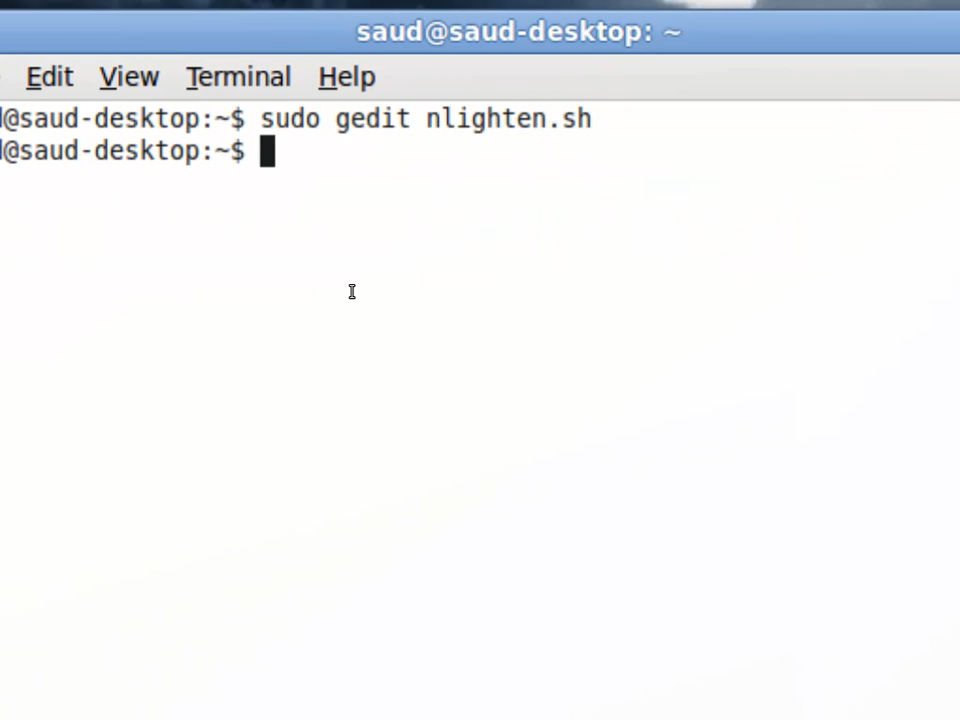 saud@saud-desktop: ~
Edit View Terminal Help
@saud-desktop:~$ sudo gedit nlighten.sh
@saud-desktop:~$